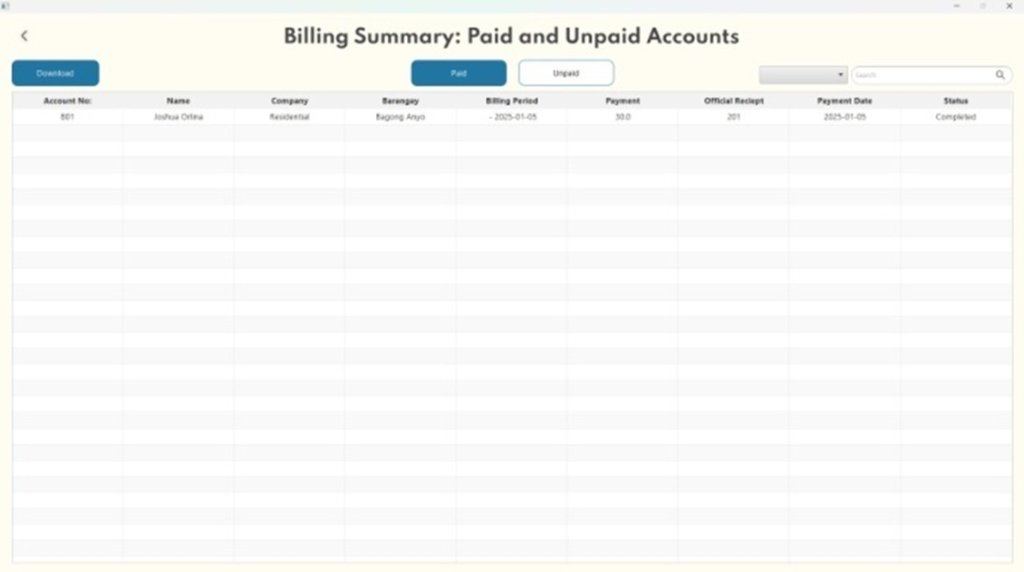 Billing Summary: Paid and Unpaid Accounts
Download
Paid
Unpaid
Search
Account No: Name Company Barangay Billing Period Payment Official Reciept Payment Date Status
801 Joshua Orlina Residential Bagong Anyo - 2025-01-05 30.0 201 2025-01-05 Completed